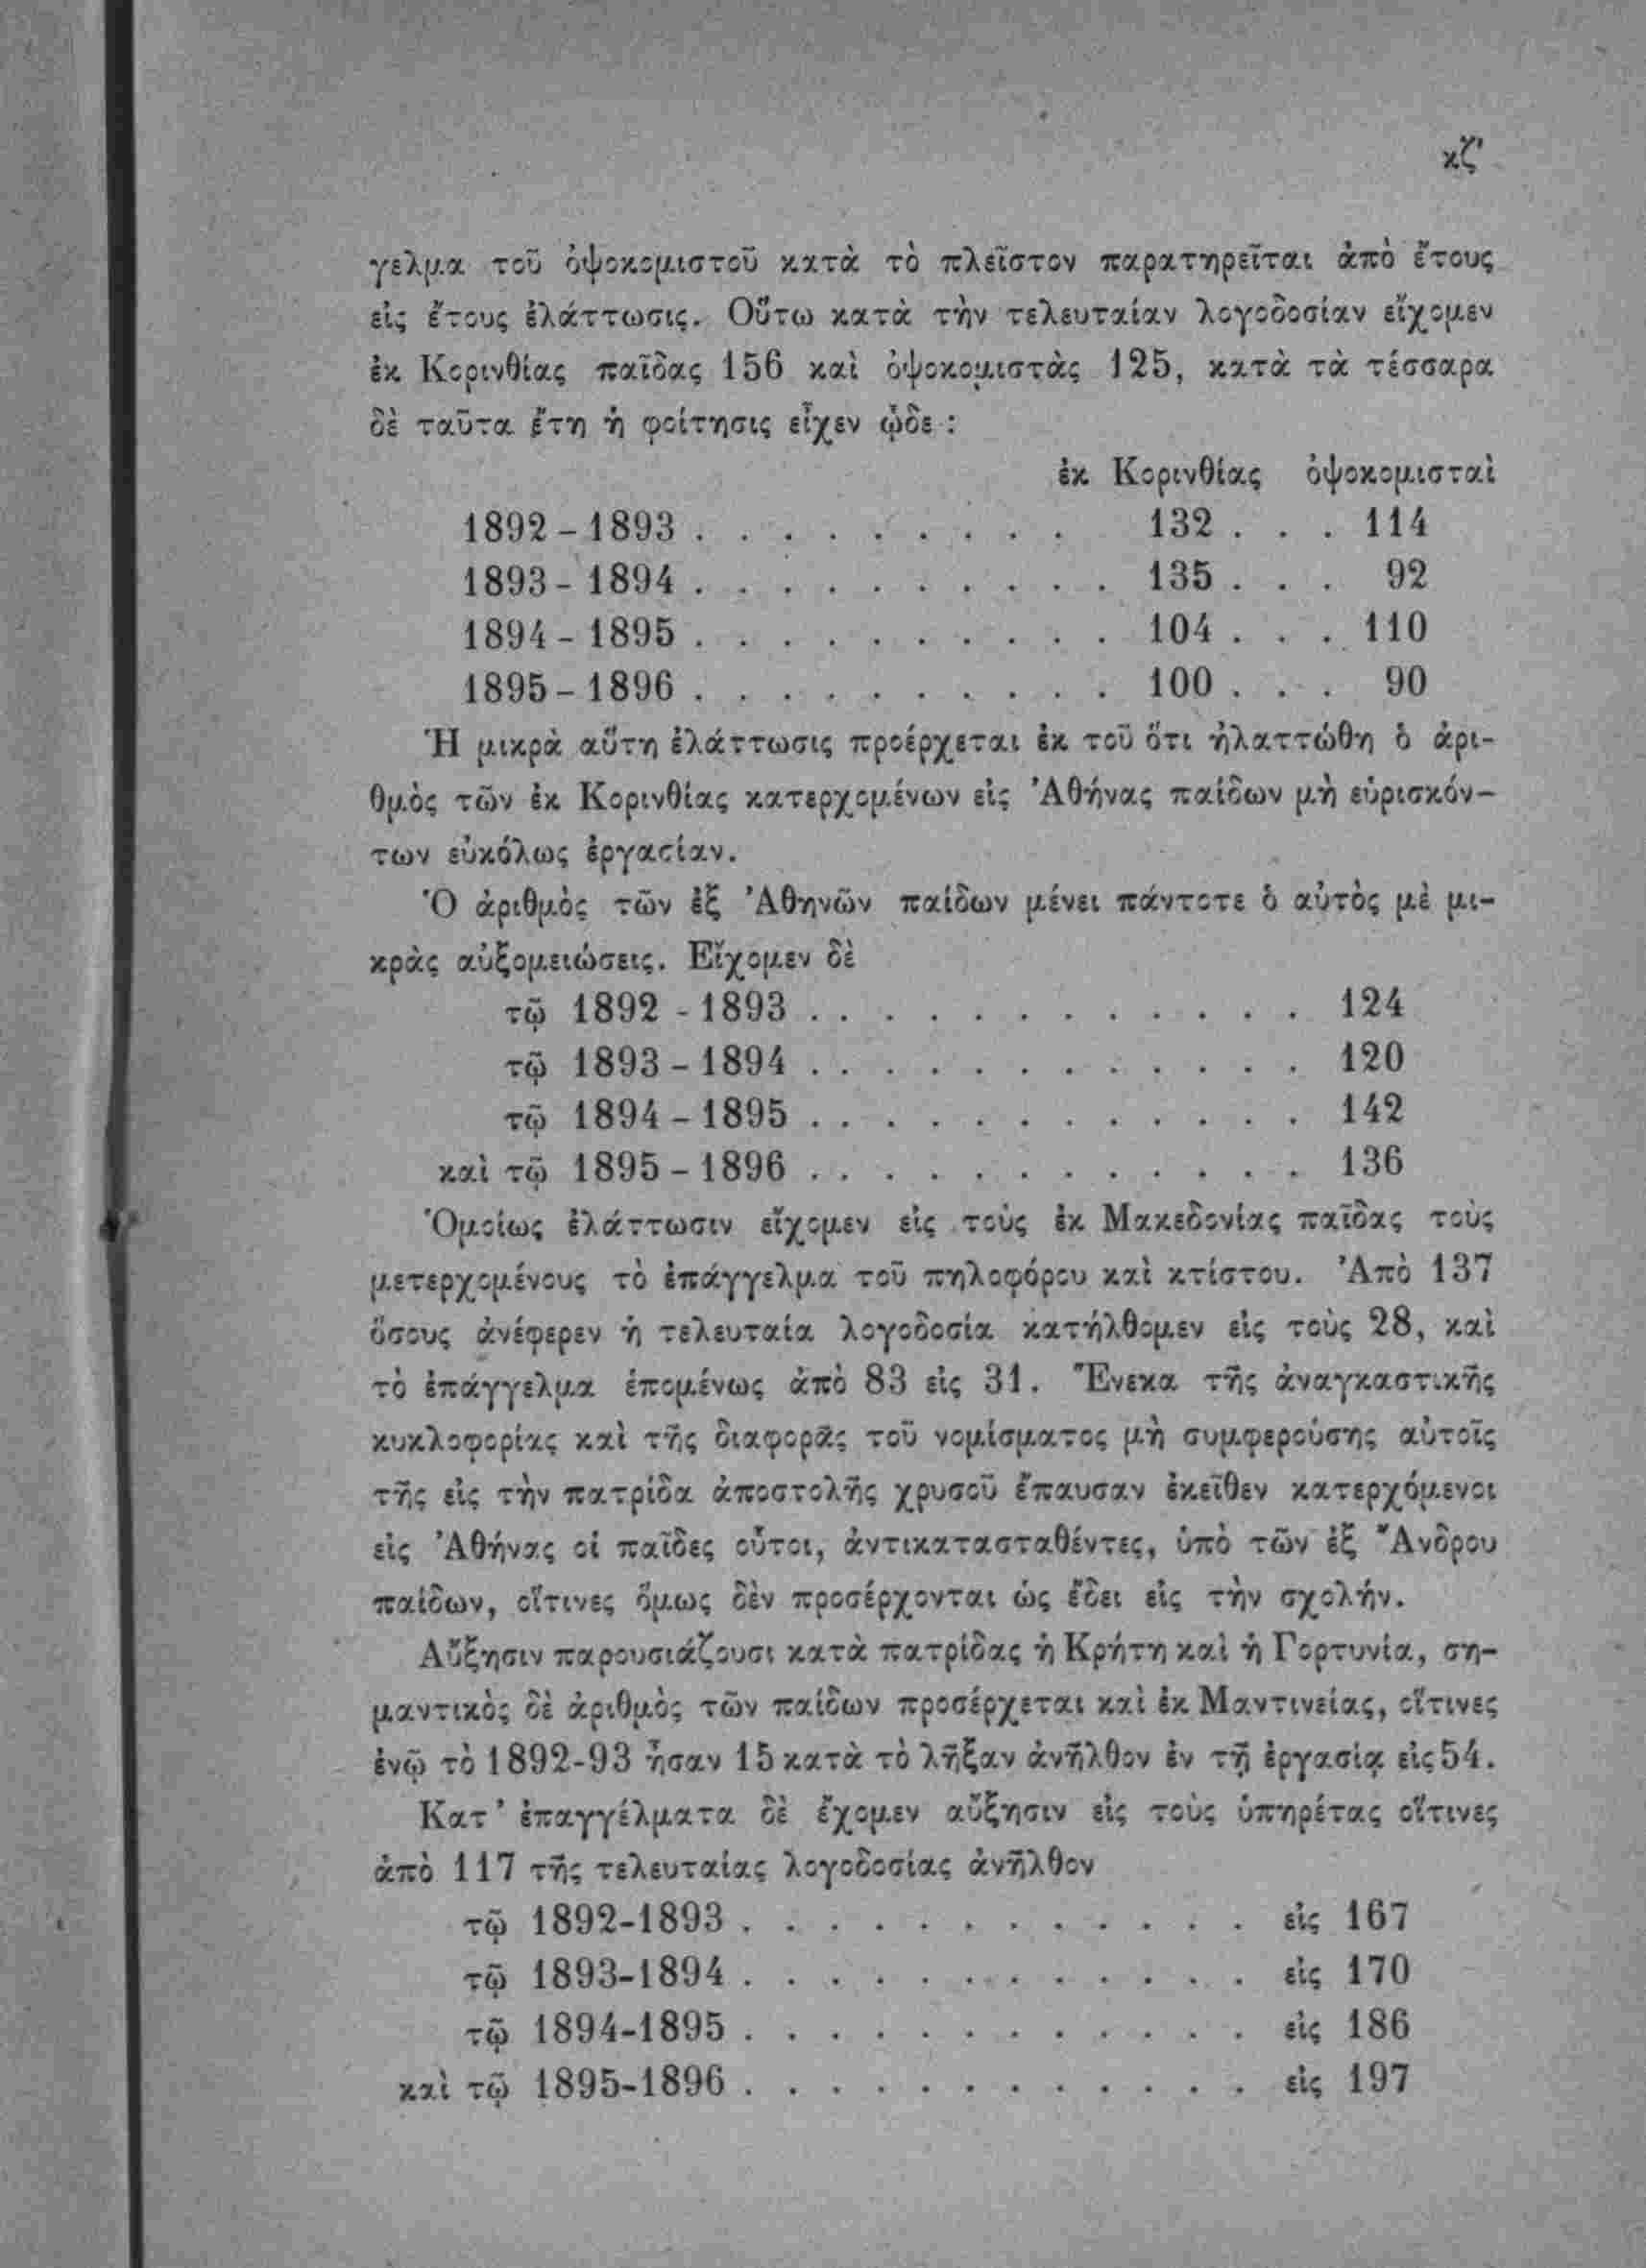 κζʹ
γελμα τοῦ ὀψοκομιστοῦ κατὰ τὸ πλεῖστον παρατηρεῖται ἀπὸ ἔτους
εἰς ἔτους ἐλάττωσις. Οὕτω κατὰ τὴν τελευταίαν λογοδοσίαν εἴχομεν
ἐκ Κορινθίας παῖδας 156 καὶ ὀψοκομιστὰς 125, κατὰ τὰ τέσσαρα
δὲ ταῦτα ἔτη ἡ φοίτησις εἶχεν ᾧδε :
ἐκ Κορινθίας ὀψοκομισταὶ
1892 – 1893 . . . . . . . . . 132 . . . 114
1893 – 1894 . . . . . . . . . . 135 . . . 92
1894 – 1895 . . . . . . . . . . 104 . . . 110
1895 – 1896 . . . . . . . . . . 100 . . . 90
Ἡ μικρὰ αὕτη ἐλάττωσις προέρχεται ἐκ τοῦ ὅτι ἠλαττώθη ὁ ἀρι-
θμὸς τῶν ἐκ Κορινθίας κατερχομένων εἰς Ἀθήνας παίδων μὴ εὑρισκόν-
των εὐκόλως ἐργασίαν.
Ὁ ἀριθμὸς τῶν ἐξ Ἀθηνῶν παίδων μένει πάντοτε ὁ αὐτὸς μὲ μι-
κρὰς αὐξομειώσεις. Εἴχομεν δὲ
τῷ 1892 - 1893 . . . . . . . . . . . . 124
τῷ 1893 – 1894 . . . . . . . . . . . . 120
τῷ 1894 – 1895 . . . . . . . . . . . . 142
καὶ τῷ 1895 – 1896 . . . . . . . . . . . . 136
Ὁμοίως ἐλάττωσιν εἴχομεν εἰς τοὺς ἐκ Μακεδονίας παῖδας τοὺς
μετερχομένους τὸ ἐπάγγελμα τοῦ πηλοφόρου καὶ κτίστου. Ἀπὸ 137
ὅσους ἀνέφερεν ἡ τελευταία λογοδοσία κατήλθομεν εἰς τοὺς 28, καὶ
τὸ ἐπάγγελμα ἑπομένως ἀπὸ 83 εἰς 31. Ἕνεκα τῆς ἀναγκαστικῆς
κυκλοφορίας καὶ τῆς διαφορᾶς τοῦ νομίσματος μὴ συμφερούσης αὐτοῖς
τῆς εἰς τὴν πατρίδα ἀποστολῆς χρυσοῦ ἔπαυσαν ἐκεῖθεν κατερχόμενοι
εἰς Ἀθήνας οἱ παῖδες οὗτοι, ἀντικατασταθέντες, ὑπὸ τῶν ἐξ Ἄνδρου
παίδων, οἵτινες ὅμως δὲν προσέρχονται ὡς ἔδει εἰς τὴν σχολήν.
Αὔξησιν παρουσιάζουσι κατὰ πατρίδας ἡ Κρήτη καὶ ἡ Γορτυνία, ση-
μαντικὸς δὲ ἀριθμὸς τῶν παίδων προσέρχεται καὶ ἐκ Μαντινείας, οἵτινες
ἐνῷ τὸ 1892-93 ἦσαν 15 κατὰ τὸ λῆξαν ἀνῆλθον ἐν τῇ ἐργασίᾳ εἰς 54.
Κατ’ ἐπαγγέλματα δὲ ἔχομεν αὔξησιν εἰς τοὺς ὑπηρέτας οἵτινες
ἀπὸ 117 τῆς τελευταίας λογοδοσίας ἀνῆλθον
τῷ 1892-1893 . . . . . . . . . . . . εἰς 167
τῷ 1893-1894 . . . . . . . . . . . . εἰς 170
τῷ 1894-1895 . . . . . . . . . . . . εἰς 186
καὶ τῷ 1895-1896 . . . . . . . . . . . . εἰς 197